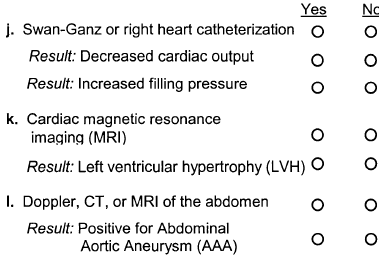 Yes No
j. Swan-Ganz or right heart catheterization
Result: Decreased cardiac output
Result: Increased filling pressure
k. Cardiac magnetic resonance
imaging (MRI)
Result: Left ventricular hypertrophy (LVH)
l. Doppler, CT, or MRI of the abdomen
Result: Positive for Abdominal
Aortic Aneurysm (AAA)